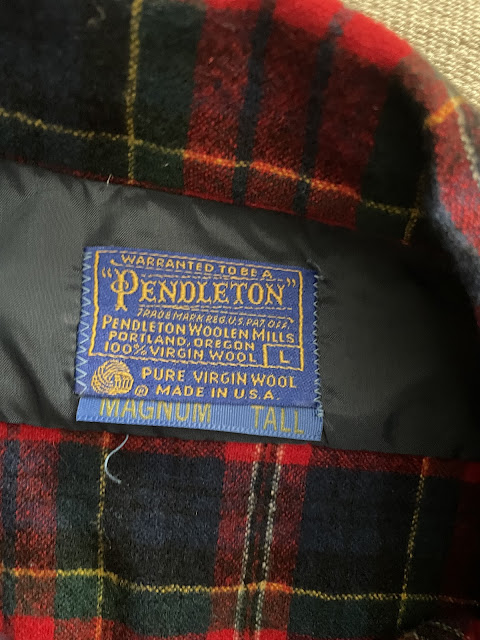 WARRANTED TO BE A
"PENDLETON"
TRADE MARK REG. U.S. PAT. OFF.
PENDLETON WOOLEN MILLS
PORTLAND, OREGON
100% VIRGIN WOOL L
PURE VIRGIN WOOL
® MADE IN U.S.A.
MAGNUM TALL